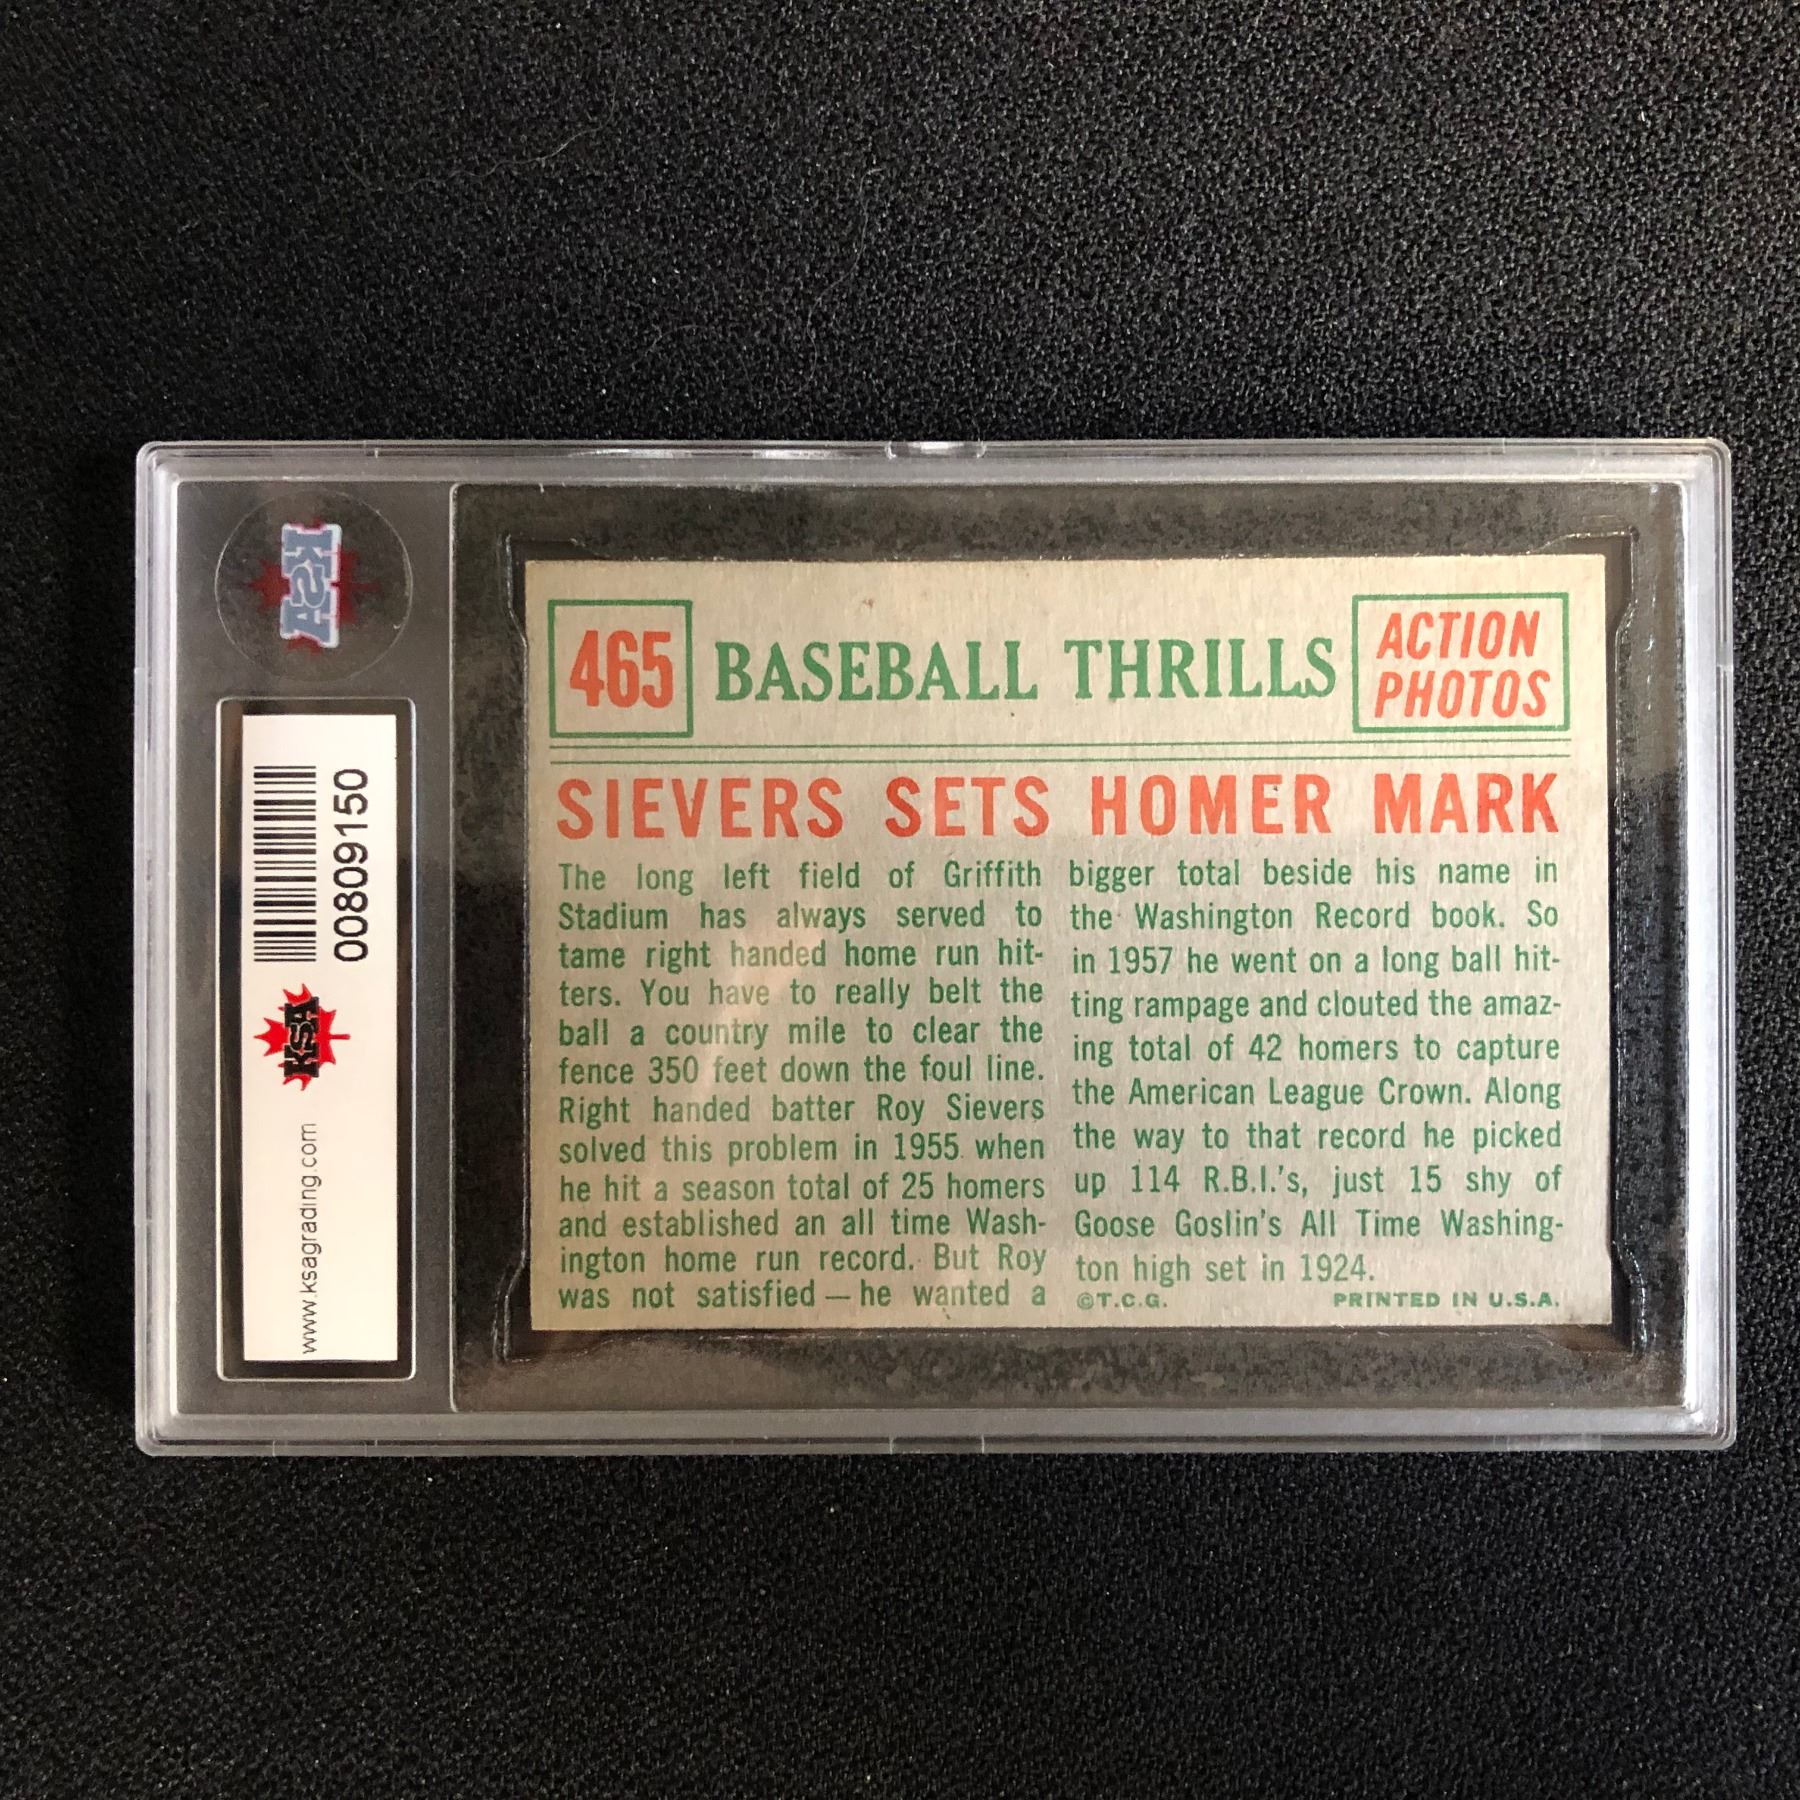 KSA
00809150
KSA
www.ksagrading.com
465
BASEBALL THRILLS
ACTION
PHOTOS
SIEVERS SETS HOMER MARK
The long left field of Griffith
Stadium has always served to
tame right handed home run hit-
ters. You have to really belt the
ball a country mile to clear the
fence 350 feet down the foul line.
Right handed batter Roy Sievers
solved this problem in 1955 when
he hit a season total of 25 homers
and established an all time Wash-
ington home run record. But Roy
was not satisfied — he wanted a
bigger total beside his name in
the Washington Record book. So
in 1957 he went on a long ball hit-
ting rampage and clouted the amaz-
ing total of 42 homers to capture
the American League Crown. Along
the way to that record he picked
up 114 R.B.I.'s, just 15 shy of
Goose Goslin's All Time Washing-
ton high set in 1924.
©T.C.G. PRINTED IN U.S.A.